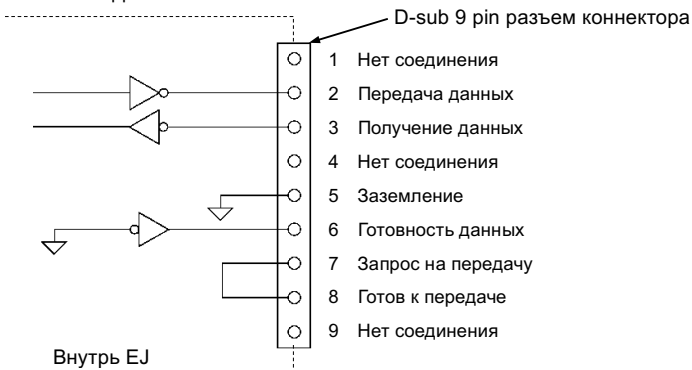 D-sub 9 pin разъем коннектора
1 Нет соединения
2 Передача данных
3 Получение данных
4 Нет соединения
5 Заземление
6 Готовность данных
7 Запрос на передачу
8 Готов к передаче
9 Нет соединения
Внутрь EJ